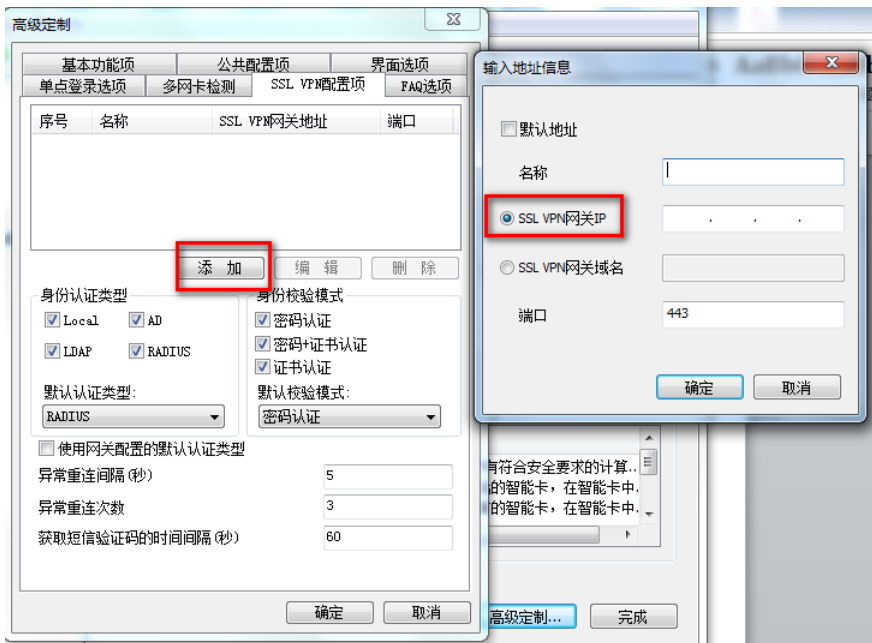 高级定制
基本功能项 公共配置项 界面选项
单点登录选项 多网卡检测 SSL VPN配置项 FAQ选项
序号 名称 SSL VPN网关地址 端口
添 加 编 辑 删 除
身份认证类型
Local AD
LDAP RADIUS
默认认证类型:
RADIUS
身份校验模式
密码认证
密码+证书认证
证书认证
默认校验模式:
密码认证
使用网关配置的默认认证类型
异常重连间隔(秒) 5
异常重连次数 3
获取短信验证码的时间间隔(秒) 60
确定 取消
输入地址信息
默认地址
名称
SSL VPN网关IP . . .
SSL VPN网关域名
端口 443
确定 取消
有符合安全要求的计算..
的智能卡，在智能卡中.
的智能卡，在智能卡中.
高级定制... 完成